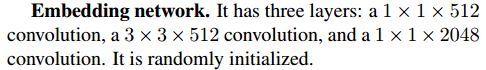 Embedding network. It has three layers: a 1 × 1 × 512
convolution, a 3 × 3 × 512 convolution, and a 1 × 1 × 2048
convolution. It is randomly initialized.